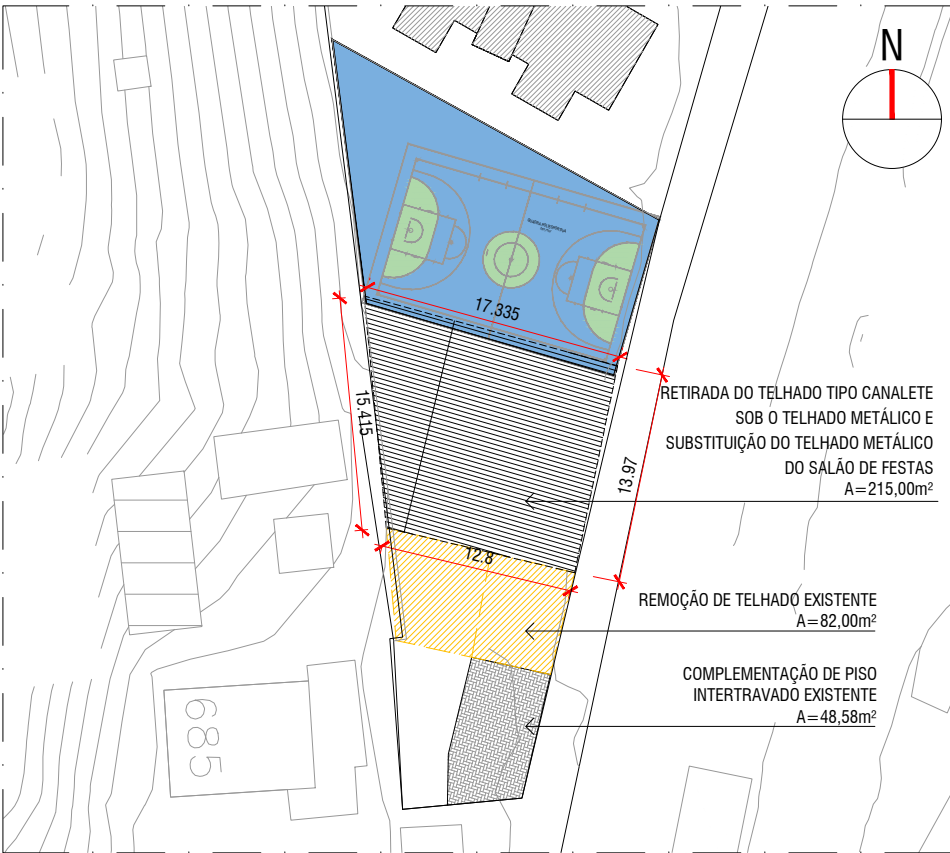 N
17.335
15.415
13.97
12.8
RETIRADA DO TELHADO TIPO CANALETE
SOB O TELHADO METÁLICO E
SUBSTITUIÇÃO DO TELHADO METÁLICO
DO SALÃO DE FESTAS
A=215,00m²
REMOÇÃO DE TELHADO EXISTENTE
A=82,00m²
COMPLEMENTAÇÃO DE PISO
INTERTRAVADO EXISTENTE
A=48,58m²
685